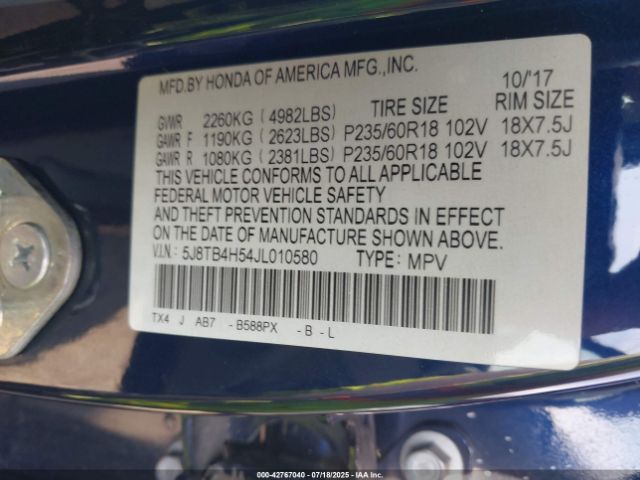 MFD.BY HONDA OF AMERICA MFG.,INC. 10/'17
GVWR 2260KG ( 4982LBS) TIRE SIZE RIM SIZE
GAWR F 1190KG ( 2623LBS) P235/60R18 102V 18X7.5J
GAWR R 1080KG ( 2381LBS) P235/60R18 102V 18X7.5J
THIS VEHICLE CONFORMS TO ALL APPLICABLE
FEDERAL MOTOR VEHICLE SAFETY
AND THEFT PREVENTION STANDARDS IN EFFECT
ON THE DATE OF MANUFACTURE SHOWN ABOVE.
V.I.N.: 5J8TB4H54JL010580 TYPE: MPV
TX4 J AB7 -B588PX -B-L
000-42767040 07/18/2025 IAA Inc.